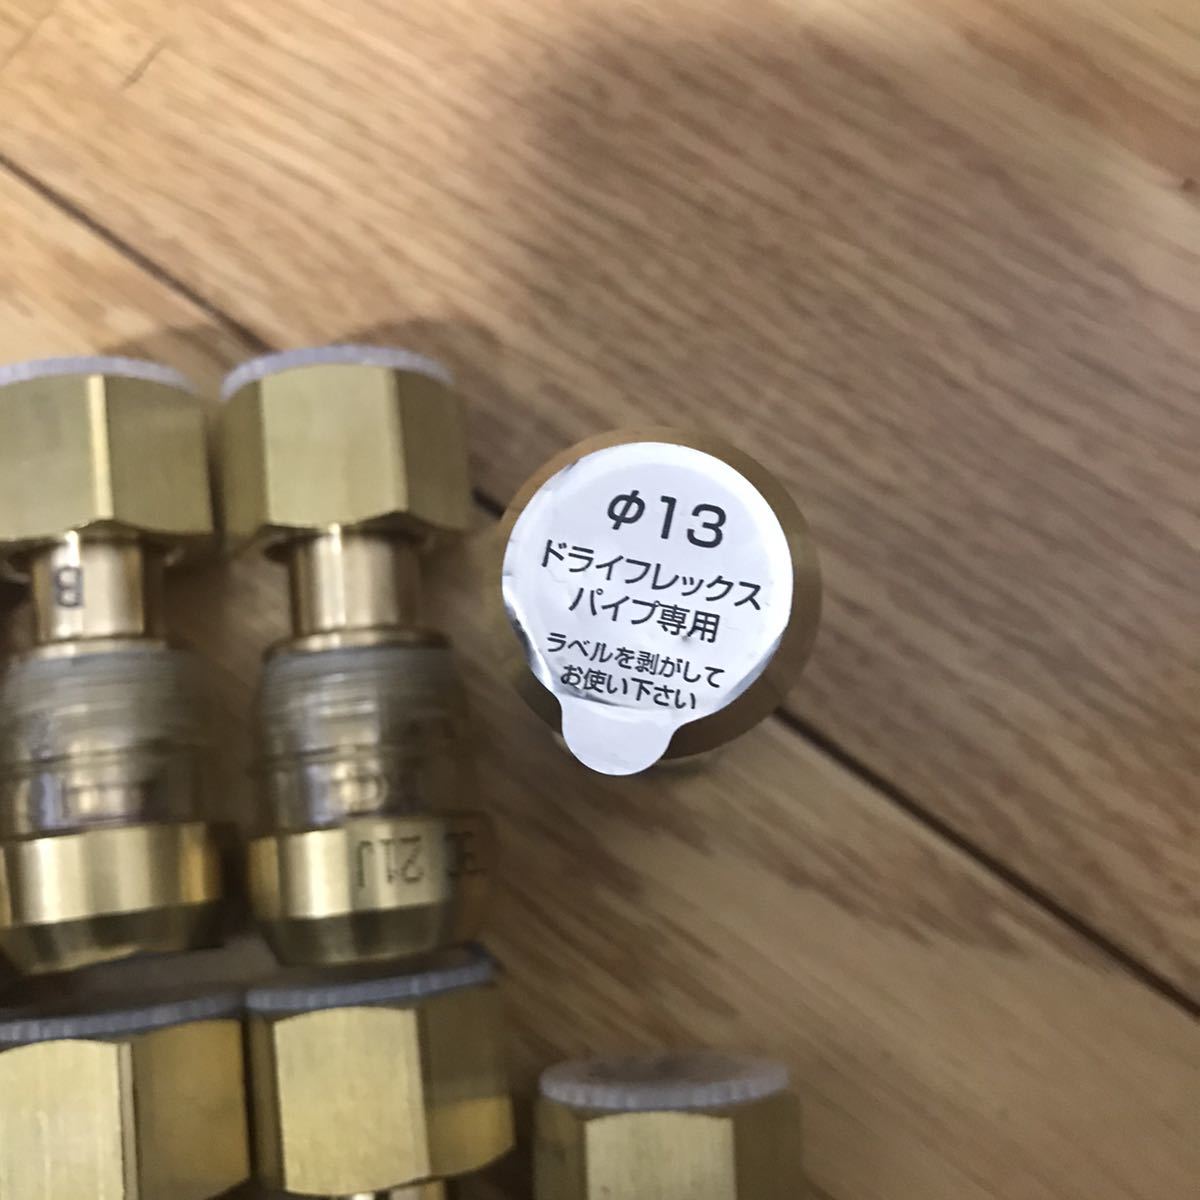 φ13
ドライフレックス
パイプ専用
ラベルを剥がして
お使い下さい
B
21J